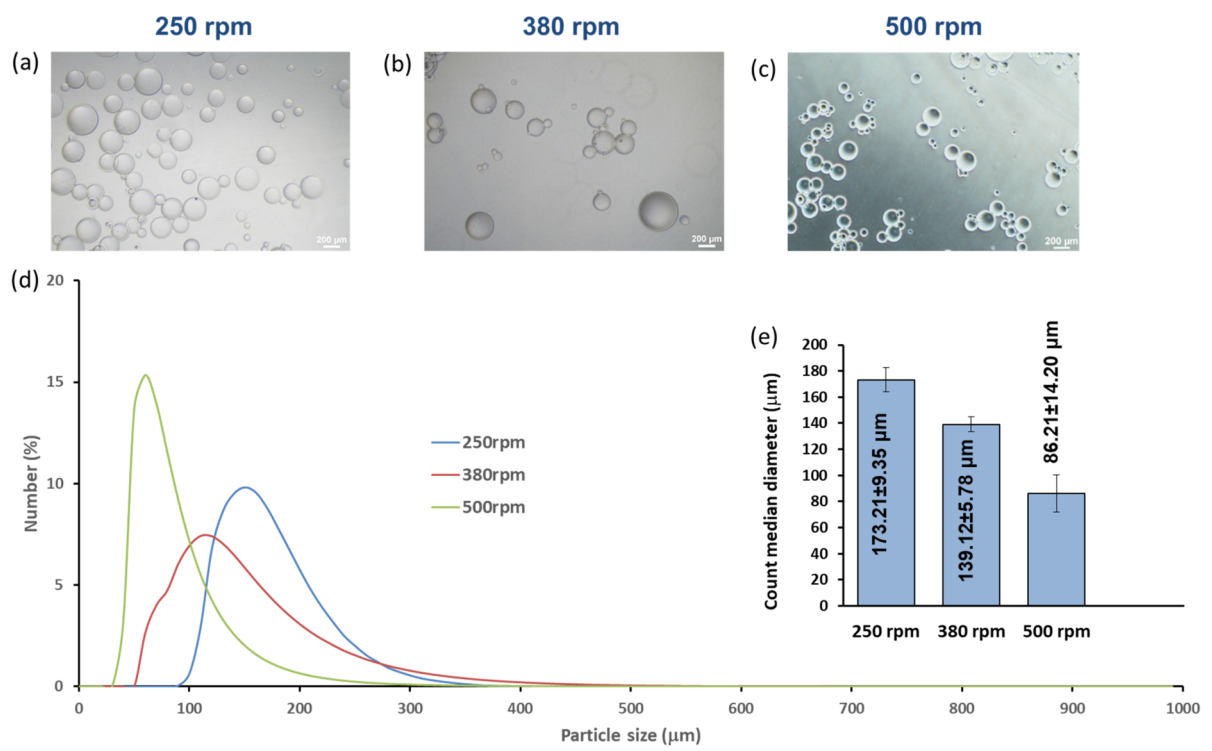 250 rpm
380 rpm
500 rpm
(a)
(b)
(c)
200 µm
200 µm
200 µm
(d)
20
15
10
5
0
Number (%)
250rpm
380rpm
500rpm
0 100 200 300 400 500 600 700 800 900 1000
Particle size (µm)
(e)
200
180
160
140
120
100
80
60
40
20
0
Count median diameter (µm)
173.21±9.35 µm
139.12±5.78 µm
86.21±14.20 µm
250 rpm 380 rpm 500 rpm